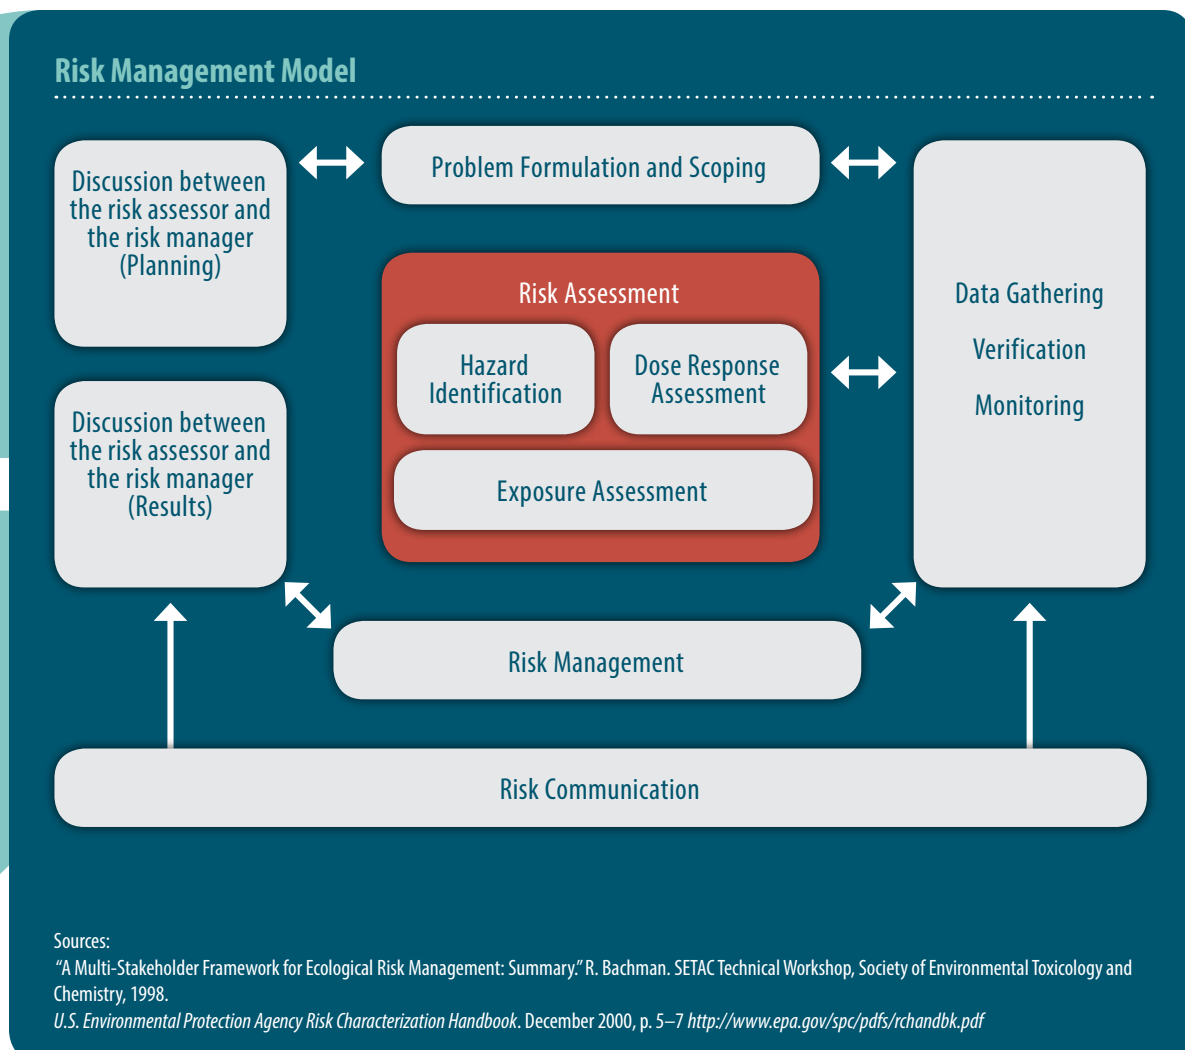 Risk Management Model
Discussion between
the risk assessor and
the risk manager
(Planning)
Problem Formulation and Scoping
Data Gathering
Verification
Monitoring
Risk Assessment
Hazard
Identification
Dose Response
Assessment
Exposure Assessment
Discussion between
the risk assessor and
the risk manager
(Results)
Risk Management
Risk Communication
Sources:
“A Multi-Stakeholder Framework for Ecological Risk Management: Summary.” R. Bachman. SETAC Technical Workshop, Society of Environmental Toxicology and
Chemistry, 1998.
U.S. Environmental Protection Agency Risk Characterization Handbook. December 2000, p. 5–7 http://www.epa.gov/spc/pdfs/rchandbk.pdf